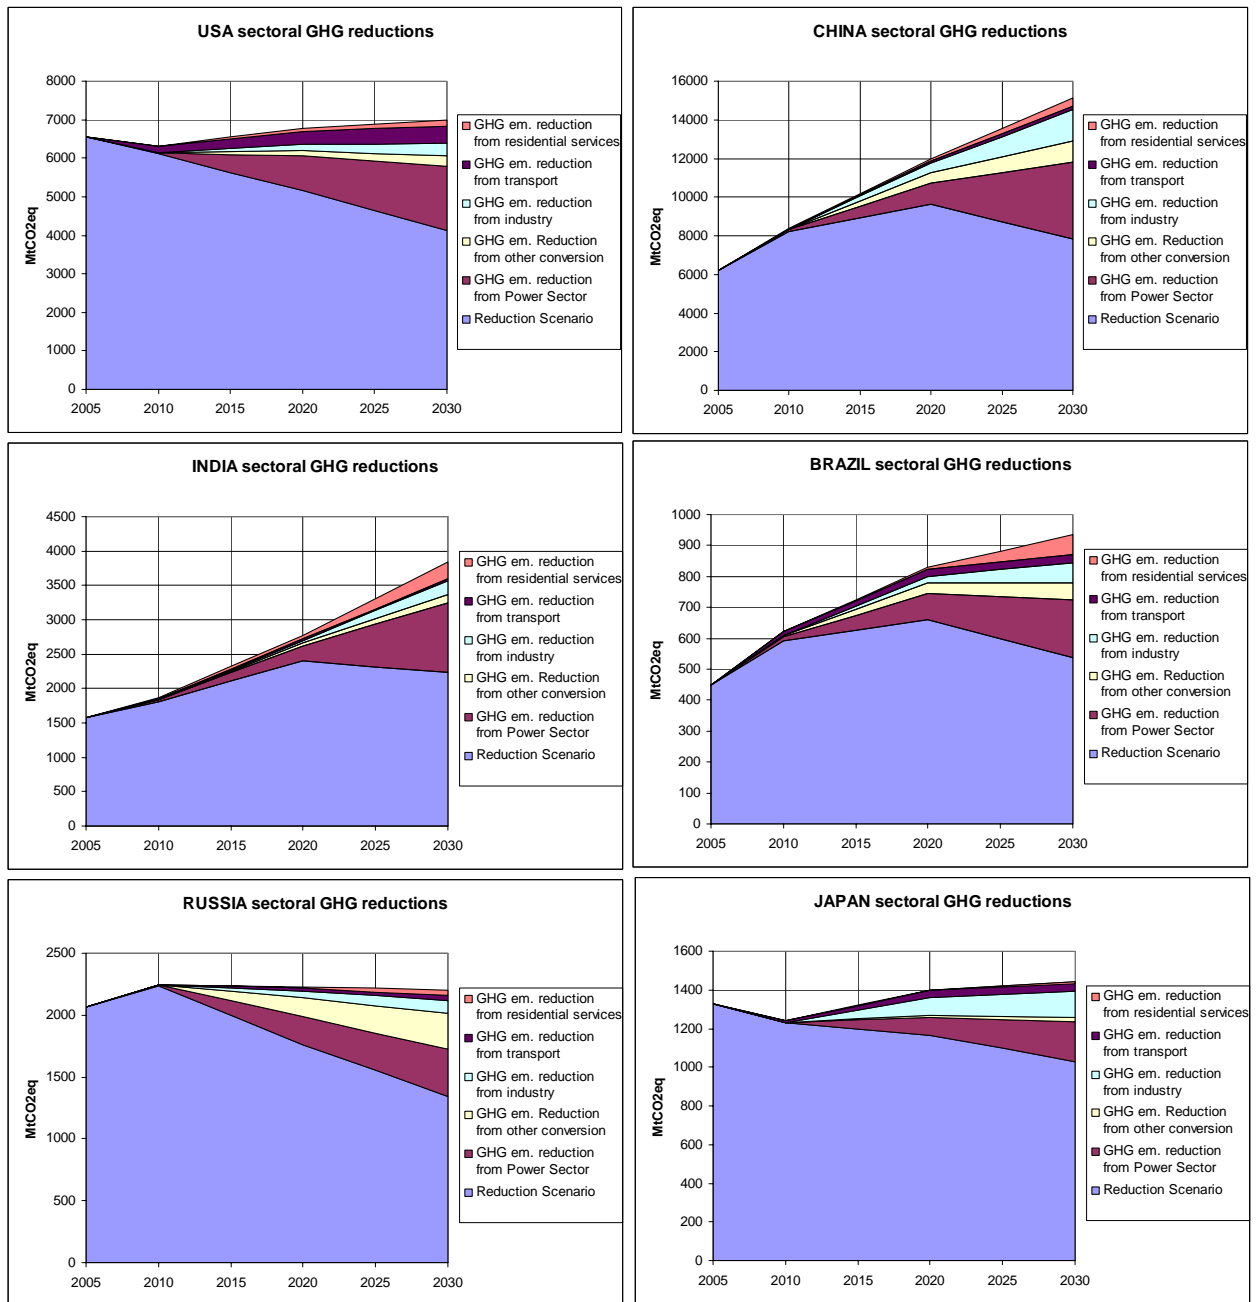 USA sectoral GHG reductions
8000
7000
6000
5000
4000
3000
2000
1000
0
MtCO2eq
2005 2010 2015 2020 2025 2030
GHG em. reduction
from residential services
GHG em. reduction
from transport
GHG em. reduction
from industry
GHG em. Reduction
from other conversion
GHG em. reduction
from Power Sector
Reduction Scenario
CHINA sectoral GHG reductions
16000
14000
12000
10000
8000
6000
4000
2000
0
MtCO2eq
2005 2010 2015 2020 2025 2030
GHG em. reduction
from residential services
GHG em. reduction
from transport
GHG em. reduction
from industry
GHG em. Reduction
from other conversion
GHG em. reduction
from Power Sector
Reduction Scenario
INDIA sectoral GHG reductions
4500
4000
3500
3000
2500
2000
1500
1000
500
0
MtCO2eq
2005 2010 2015 2020 2025 2030
GHG em. reduction
from residential services
GHG em. reduction
from transport
GHG em. reduction
from industry
GHG em. Reduction
from other conversion
GHG em. reduction
from Power Sector
Reduction Scenario
BRAZIL sectoral GHG reductions
1000
900
800
700
600
500
400
300
200
100
0
MtCO2eq
2005 2010 2015 2020 2025 2030
GHG em. reduction
from residential services
GHG em. reduction
from transport
GHG em. reduction
from industry
GHG em. Reduction
from other conversion
GHG em. reduction
from Power Sector
Reduction Scenario
RUSSIA sectoral GHG reductions
2500
2000
1500
1000
500
0
MtCO2eq
2005 2010 2015 2020 2025 2030
GHG em. reduction
from residential services
GHG em. reduction
from transport
GHG em. reduction
from industry
GHG em. Reduction
from other conversion
GHG em. reduction
from Power Sector
Reduction Scenario
JAPAN sectoral GHG reductions
1600
1400
1200
1000
800
600
400
200
0
MtCO2eq
2005 2010 2015 2020 2025 2030
GHG em. reduction
from residential services
GHG em. reduction
from transport
GHG em. reduction
from industry
GHG em. Reduction
from other conversion
GHG em. reduction
from Power Sector
Reduction Scenario